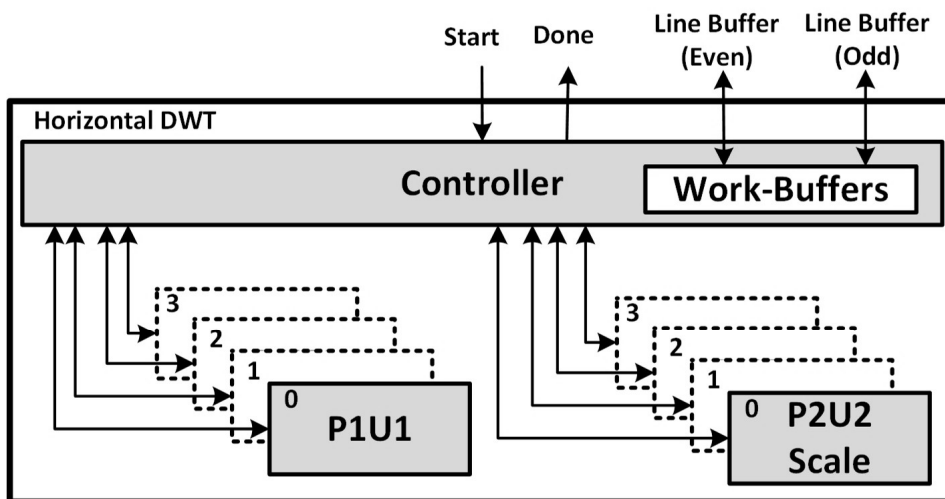 Start
Done
Line Buffer
(Even)
Line Buffer
(Odd)
Horizontal DWT
Controller
Work-Buffers
3
2
1
0
P1U1
3
2
1
0
P2U2
Scale